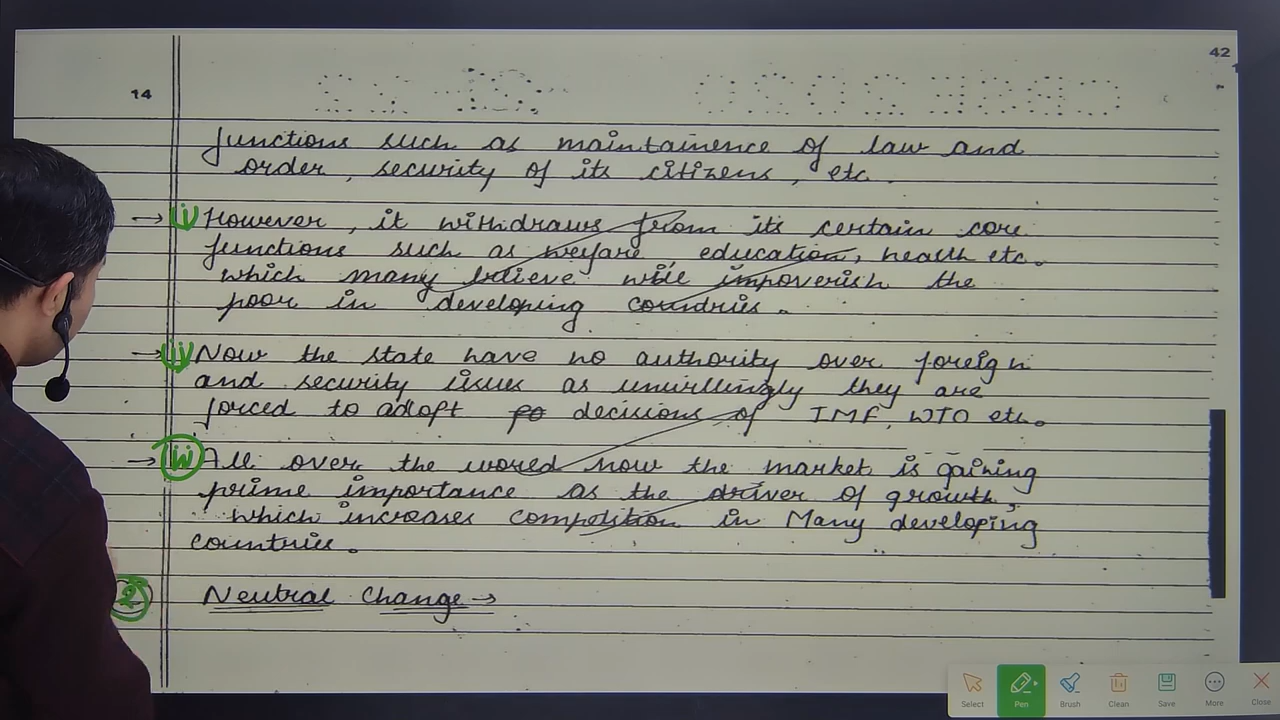 42
14
functions such as maintainence of law and
order, security of its citizens, etc.
→ (i) However, it withdraws from its certain core
functions such as welfare, education, health etc.
which many believe will impoverish the
poor in developing countries.
→ (ii) Now the state have no authority over foreign
and security issues as unwillingly they are
forced to adopt decisions of IMF, WTO etc.
→ (iii) All over the world now the market is gaining
prime importance as the driver of growth
which increases competition in Many developing
countries.
(2) Neutral Change →
Select Pen Brush Clean Save More Close